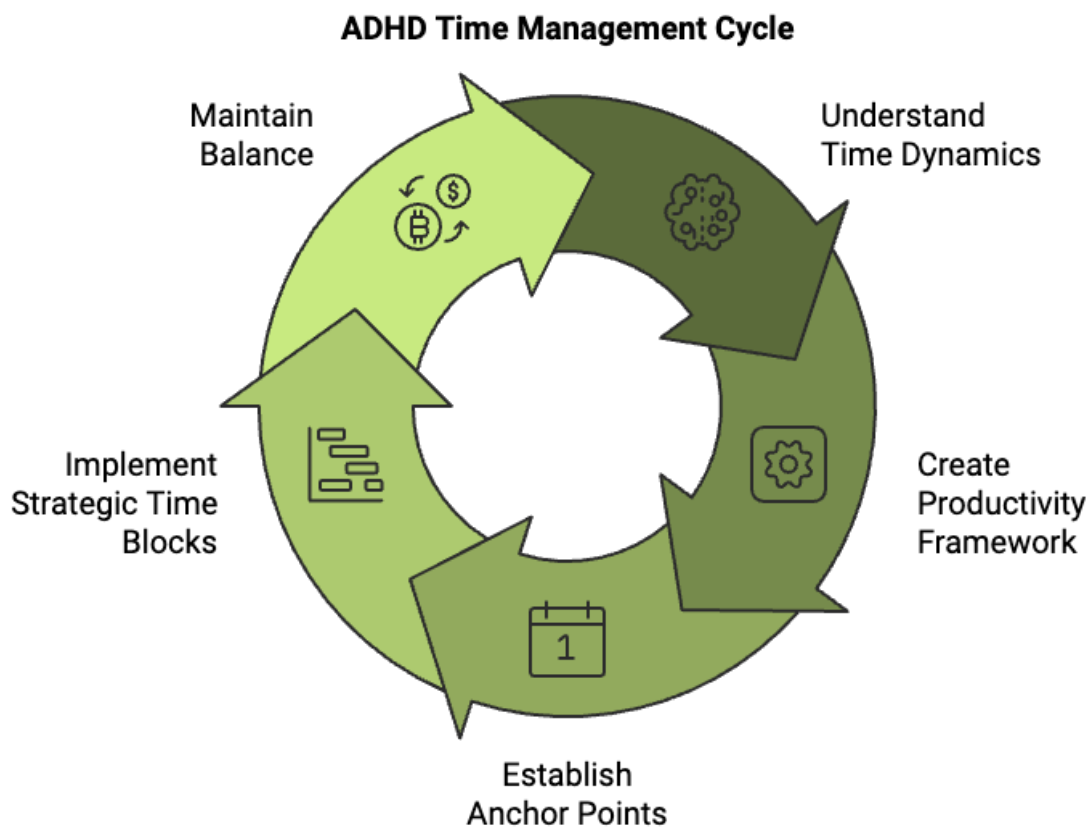 ADHD Time Management Cycle
Maintain
Balance
Understand
Time Dynamics
$
Implement
Strategic Time
Blocks
Create
Productivity
Framework
1
Establish
Anchor Points